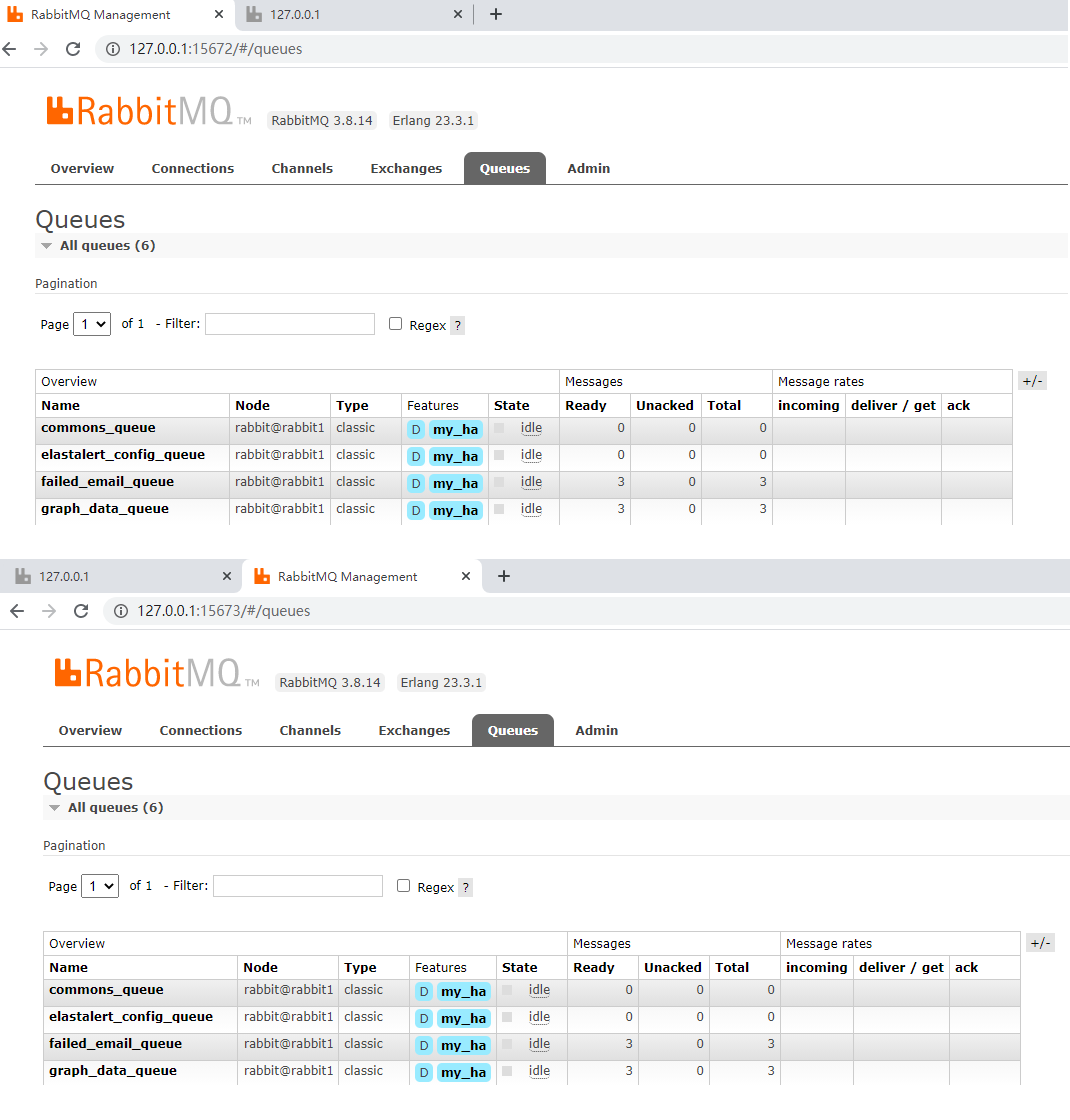 RabbitMQ Management 127.0.0.1
127.0.0.1:15672/#/queues
RabbitMQ TM RabbitMQ 3.8.14 Erlang 23.3.1
Overview Connections Channels Exchanges Queues Admin
Queues
All queues (6)
Pagination
Page 1 of 1 - Filter: Regex ?
Overview Messages Message rates +/-
Name Node Type Features State Ready Unacked Total incoming deliver / get ack
commons_queue rabbit@rabbit1 classic D my_ha idle 0 0 0
elastalert_config_queue rabbit@rabbit1 classic D my_ha idle 0 0 0
failed_email_queue rabbit@rabbit1 classic D my_ha idle 3 0 3
graph_data_queue rabbit@rabbit1 classic D my_ha idle 3 0 3
127.0.0.1 RabbitMQ Management
127.0.0.1:15673/#/queues
RabbitMQ TM RabbitMQ 3.8.14 Erlang 23.3.1
Overview Connections Channels Exchanges Queues Admin
Queues
All queues (6)
Pagination
Page 1 of 1 - Filter: Regex ?
Overview Messages Message rates +/-
Name Node Type Features State Ready Unacked Total incoming deliver / get ack
commons_queue rabbit@rabbit1 classic D my_ha idle 0 0 0
elastalert_config_queue rabbit@rabbit1 classic D my_ha idle 0 0 0
failed_email_queue rabbit@rabbit1 classic D my_ha idle 3 0 3
graph_data_queue rabbit@rabbit1 classic D my_ha idle 3 0 3